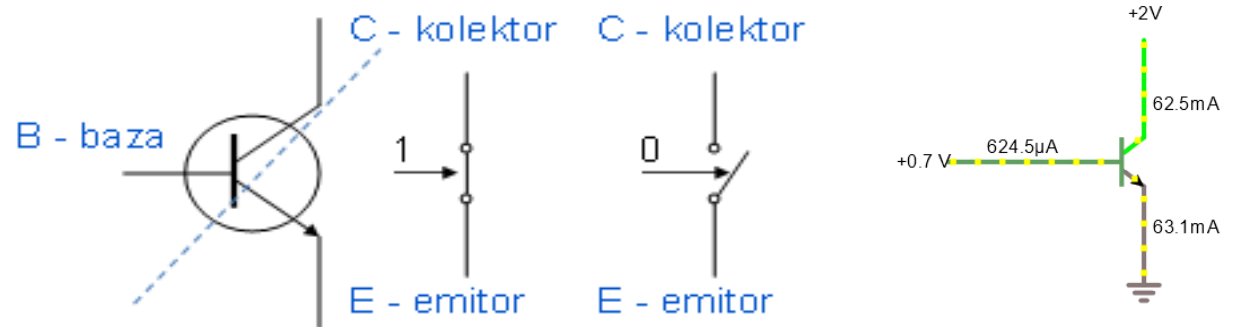 B - baza
C - kolektor
1
E - emitor
C - kolektor
0
E - emitor
+2V
62.5mA
624.5μA
+0.7 V
63.1mA